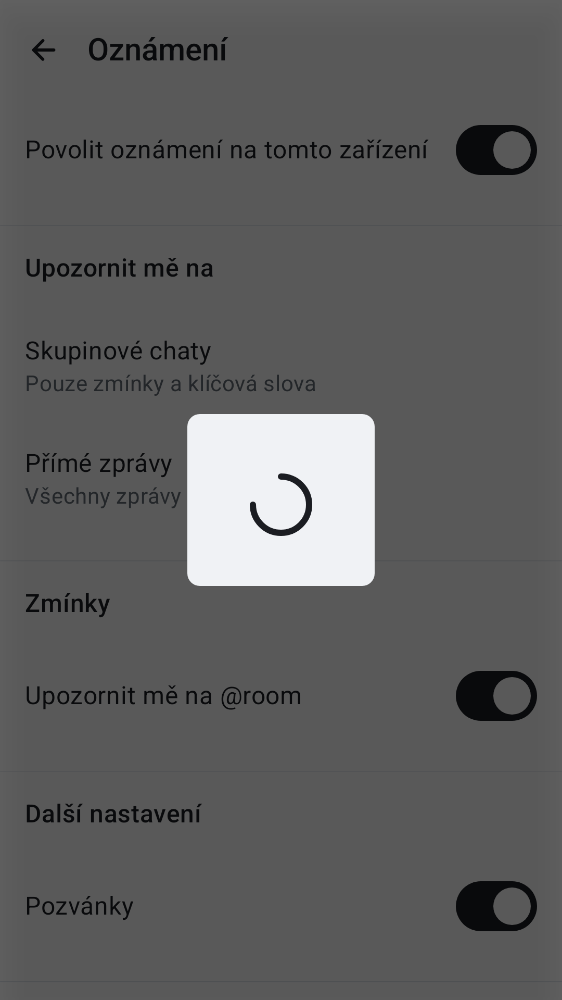 Oznámení
Povolit oznámení na tomto zařízení
Upozornit mě na
Skupinové chaty
Pouze zmínky a klíčová slova
Přímé zprávy
Všechny zprávy
Zmínky
Upozornit mě na @room
Další nastavení
Pozvánky